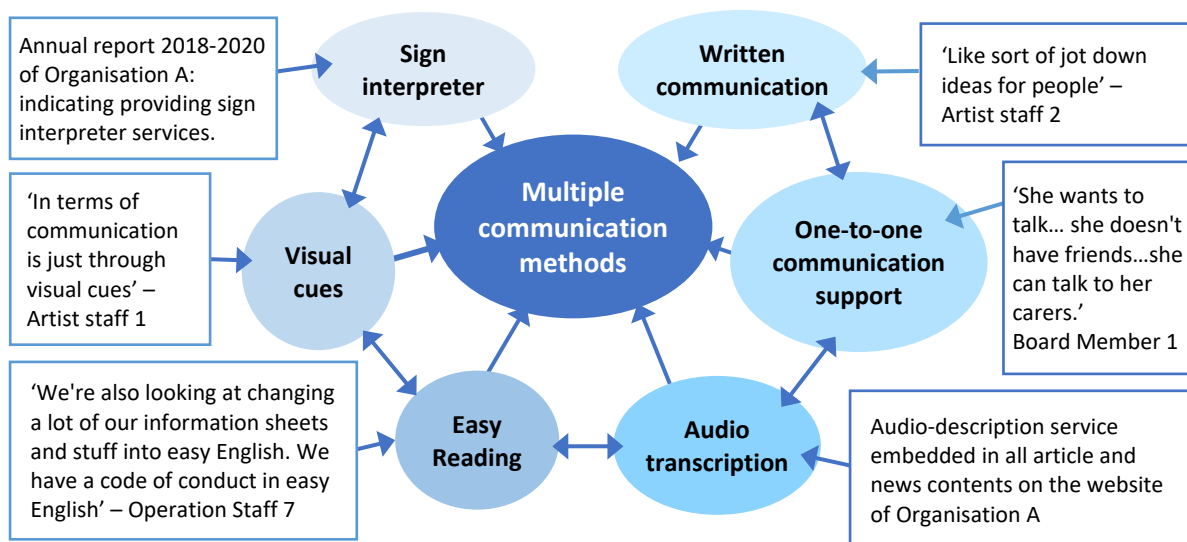 Annual report 2018-2020
of Organisation A:
indicating providing sign
interpreter services.
Sign
interpreter
Written
communication
‘Like sort of jot down
ideas for people’ –
Artist staff 2
‘In terms of
communication
is just through
visual cues’ –
Artist staff 1
Visual
cues
Multiple
communication
methods
One-to-one
communication
support
‘She wants to
talk... she doesn't
have friends...she
can talk to her
carers.’
Board Member 1
‘We're also looking at changing
a lot of our information sheets
and stuff into easy English. We
have a code of conduct in easy
English’ – Operation Staff 7
Easy
Reading
Audio
transcription
Audio-description service
embedded in all article and
news contents on the website
of Organisation A